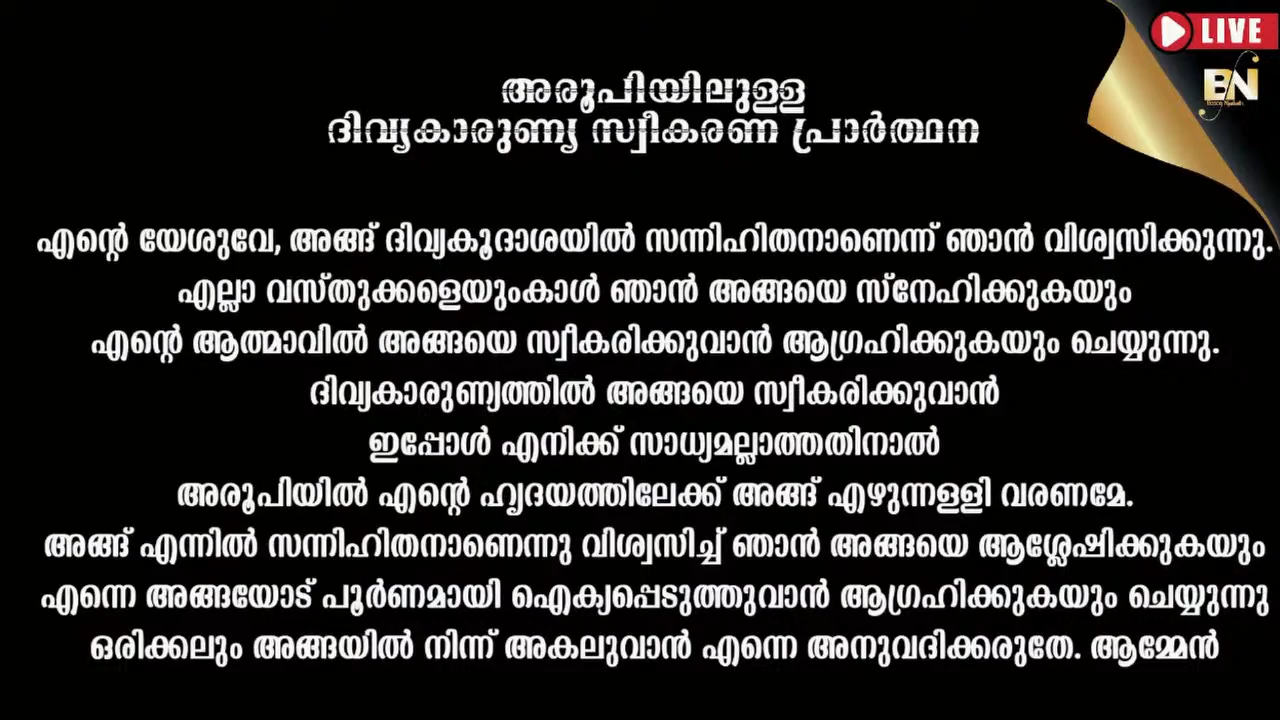 LIVE
BN
അരൂപിയിലുള്ള
ദിവ്യകാരുണ്യ സ്വീകരണ പ്രാർത്ഥന
എന്റെ യേശുവേ, അങ്ങ് ദിവ്യകൂദാശയിൽ സന്നിഹിതനാണെന്ന് ഞാൻ വിശ്വസിക്കുന്നു.
എല്ലാ വസ്തുക്കളെയുംകാൾ ഞാൻ അങ്ങയെ സ്നേഹിക്കുകയും
എന്റെ ആത്മാവിൽ അങ്ങയെ സ്വീകരിക്കുവാൻ ആഗ്രഹിക്കുകയും ചെയ്യുന്നു.
ദിവ്യകാരുണ്യത്തിൽ അങ്ങയെ സ്വീകരിക്കുവാൻ
ഇപ്പോൾ എനിക്ക് സാധ്യമല്ലാത്തതിനാൽ
അരൂപിയിൽ എന്റെ ഹൃദയത്തിലേക്ക് അങ്ങ് എഴുന്നള്ളി വരണമേ.
അങ്ങ് എന്നിൽ സന്നിഹിതനാണെന്നു വിശ്വസിച്ച് ഞാൻ അങ്ങയെ ആശ്ലേഷിക്കുകയും
എന്നെ അങ്ങയോട് പൂർണമായി ഐക്യപ്പെടുത്തുവാൻ ആഗ്രഹിക്കുകയും ചെയ്യുന്നു
ഒരിക്കലും അങ്ങയിൽ നിന്ന് അകലുവാൻ എന്നെ അനുവദിക്കരുതേ. ആമ്മേൻ